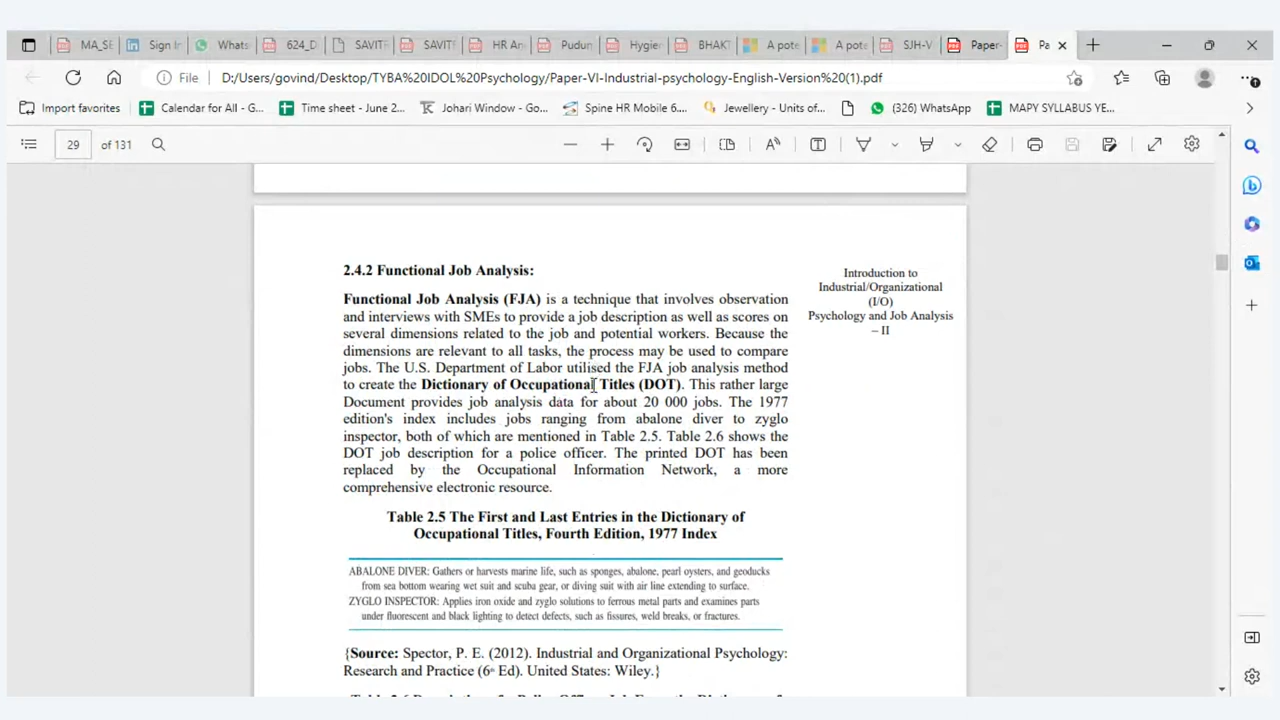 MA_SE
Sign In
Whats
624_D
SAVITF
SAVITF
HR An
Pudun
Hygie
BHAKT
A pote
A pote
SJH-V
Paper-
Pa
File
D:/Users/govind/Desktop/TYBA%20IDOL%20Psychology/Paper-VI-Industrial-psychology-English-Version%20(1).pdf
Import favorites
Calendar for All - G...
Time sheet - June 2...
Johari Window - Go...
Spine HR Mobile 6....
Jewellery - Units of...
(326) WhatsApp
MAPY SYLLABUS YE...
29 of 131
2.4.2 Functional Job Analysis:
Functional Job Analysis (FJA) is a technique that involves observation
and interviews with SMEs to provide a job description as well as scores on
several dimensions related to the job and potential workers. Because the
dimensions are relevant to all tasks, the process may be used to compare
jobs. The U.S. Department of Labor utilised the FJA job analysis method
to create the Dictionary of Occupational Titles (DOT). This rather large
Document provides job analysis data for about 20 000 jobs. The 1977
edition's index includes jobs ranging from abalone diver to zyglo
inspector, both of which are mentioned in Table 2.5. Table 2.6 shows the
DOT job description for a police officer. The printed DOT has been
replaced by the Occupational Information Network, a more
comprehensive electronic resource.
Introduction to
Industrial/Organizational
(I/O)
Psychology and Job Analysis
– II
Table 2.5 The First and Last Entries in the Dictionary of
Occupational Titles, Fourth Edition, 1977 Index
ABALONE DIVER: Gathers or harvests marine life, such as sponges, abalone, pearl oysters, and geoducks
from sea bottom wearing wet suit and scuba gear, or diving suit with air line extending to surface.
ZYGLO INSPECTOR: Applies iron oxide and zyglo solutions to ferrous metal parts and examines parts
under fluorescent and black lighting to detect defects, such as fissures, weld breaks, or fractures.
{Source: Spector, P. E. (2012). Industrial and Organizational Psychology:
Research and Practice (6th Ed). United States: Wiley.}